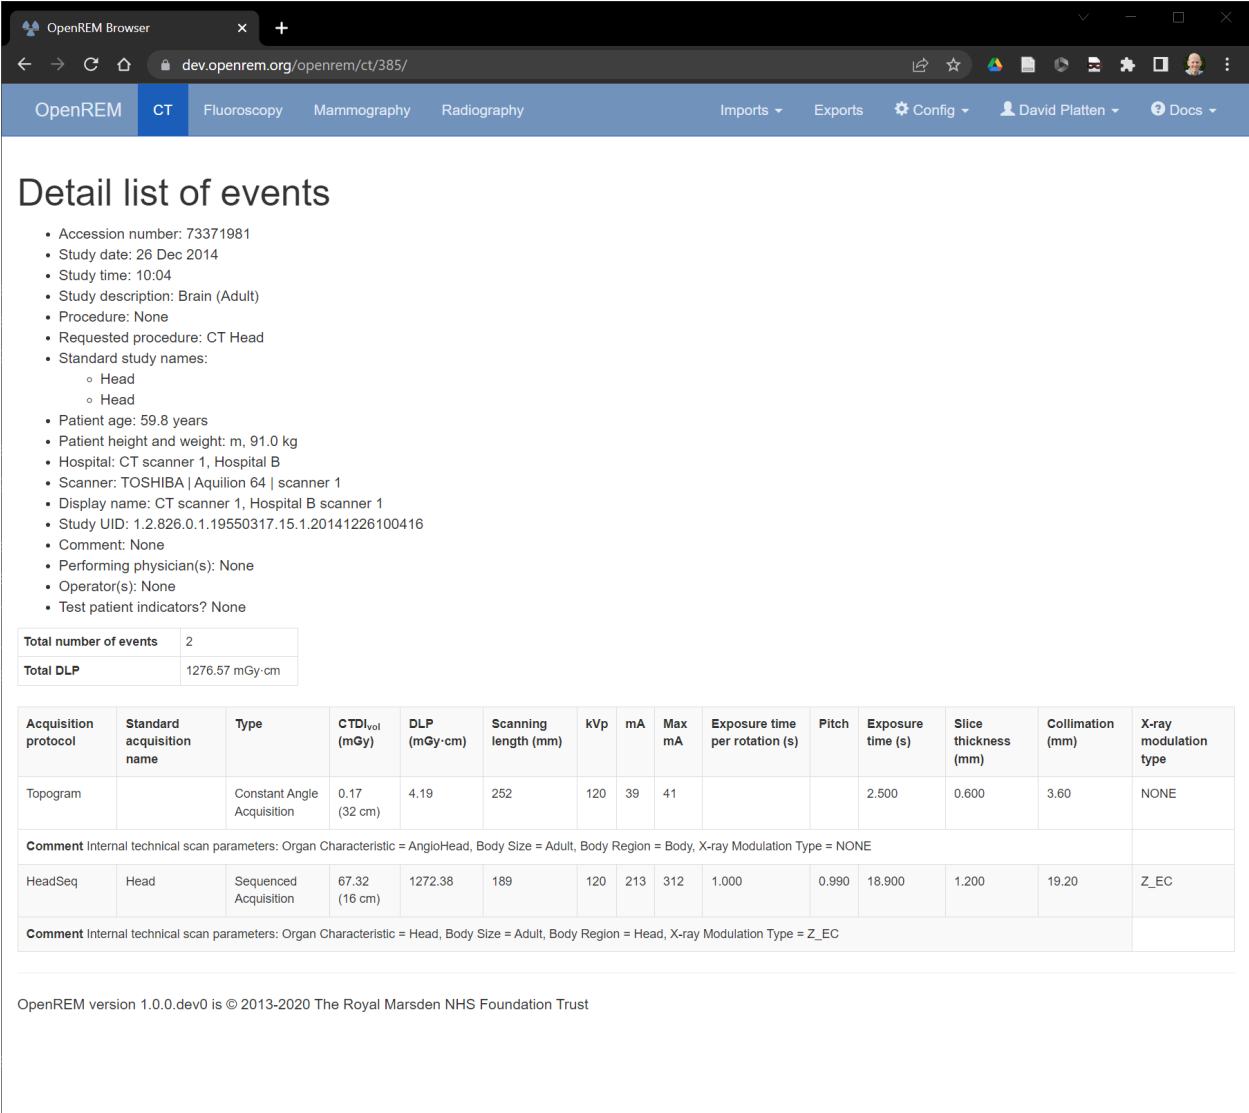 OpenREM Browser
dev.openrem.org/openrem/ct/385/
OpenREM CT Fluoroscopy Mammography Radiography Imports Exports Config David Platten Docs
Detail list of events
Accession number: 73371981
Study date: 26 Dec 2014
Study time: 10:04
Study description: Brain (Adult)
Procedure: None
Requested procedure: CT Head
Standard study names:
Head
Head
Patient age: 59.8 years
Patient height and weight: m, 91.0 kg
Hospital: CT scanner 1, Hospital B
Scanner: TOSHIBA | Aquilion 64 | scanner 1
Display name: CT scanner 1, Hospital B scanner 1
Study UID: 1.2.826.0.1.19550317.15.1.20141226100416
Comment: None
Performing physician(s): None
Operator(s): None
Test patient indicators? None
Total number of events 2
Total DLP 1276.57 mGy·cm
Acquisition Standard Type CTDIvol DLP Scanning kVp mA Max Exposure time Pitch Exposure Slice Collimation X-ray
protocol acquisition (mGy) (mGy·cm) length (mm) mA per rotation (s) time (s) thickness (mm) modulation
name (mm) type
Topogram Constant Angle 0.17 4.19 252 120 39 41 2.500 0.600 3.60 NONE
Acquisition (32 cm)
Comment Internal technical scan parameters: Organ Characteristic = AngioHead, Body Size = Adult, Body Region = Body, X-ray Modulation Type = NONE
HeadSeq Head Sequenced 67.32 1272.38 189 120 213 312 1.000 0.990 18.900 1.200 19.20 Z_EC
Acquisition (16 cm)
Comment Internal technical scan parameters: Organ Characteristic = Head, Body Size = Adult, Body Region = Head, X-ray Modulation Type = Z_EC
OpenREM version 1.0.0.dev0 is © 2013-2020 The Royal Marsden NHS Foundation Trust